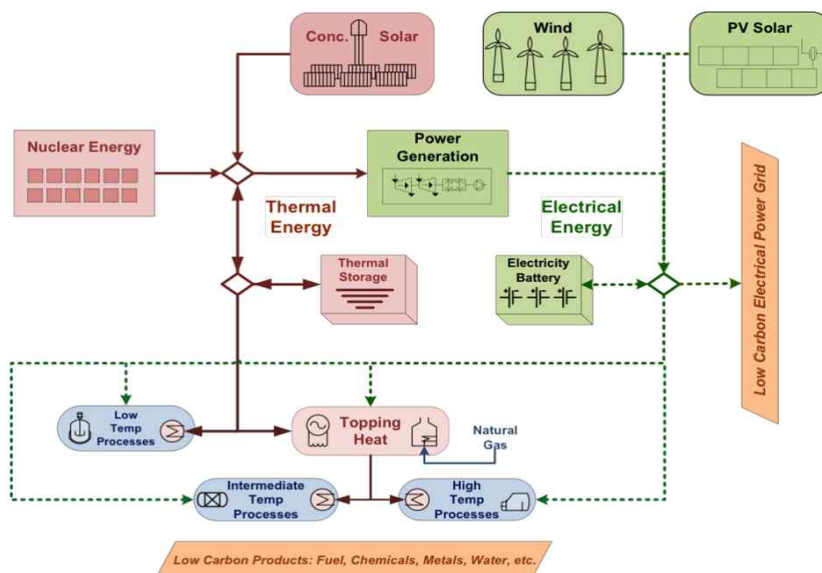 Conc. Solar
Wind
PV Solar
Nuclear Energy
Power
Generation
Thermal
Energy
Electrical
Energy
Thermal
Storage
Electricity
Battery
Low Carbon Electrical Power Grid
Low
Temp
Processes
Topping
Heat
Natural
Gas
Intermediate
Temp
Processes
High
Temp
Processes
Low Carbon Products: Fuel, Chemicals, Metals, Water, etc.